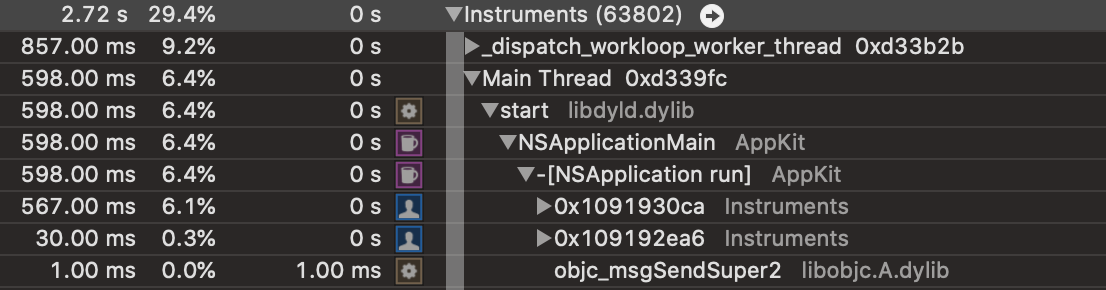 2.72 s 29.4% 0 s Instruments (63802)
857.00 ms 9.2% 0 s _dispatch_workloop_worker_thread 0xd33b2b
598.00 ms 6.4% 0 s Main Thread 0xd339fc
598.00 ms 6.4% 0 s start libdyld.dylib
598.00 ms 6.4% 0 s NSApplicationMain AppKit
598.00 ms 6.4% 0 s -[NSApplication run] AppKit
567.00 ms 6.1% 0 s 0x1091930ca Instruments
30.00 ms 0.3% 0 s 0x109192ea6 Instruments
1.00 ms 0.0% 1.00 ms objc_msgSendSuper2 libobjc.A.dylib